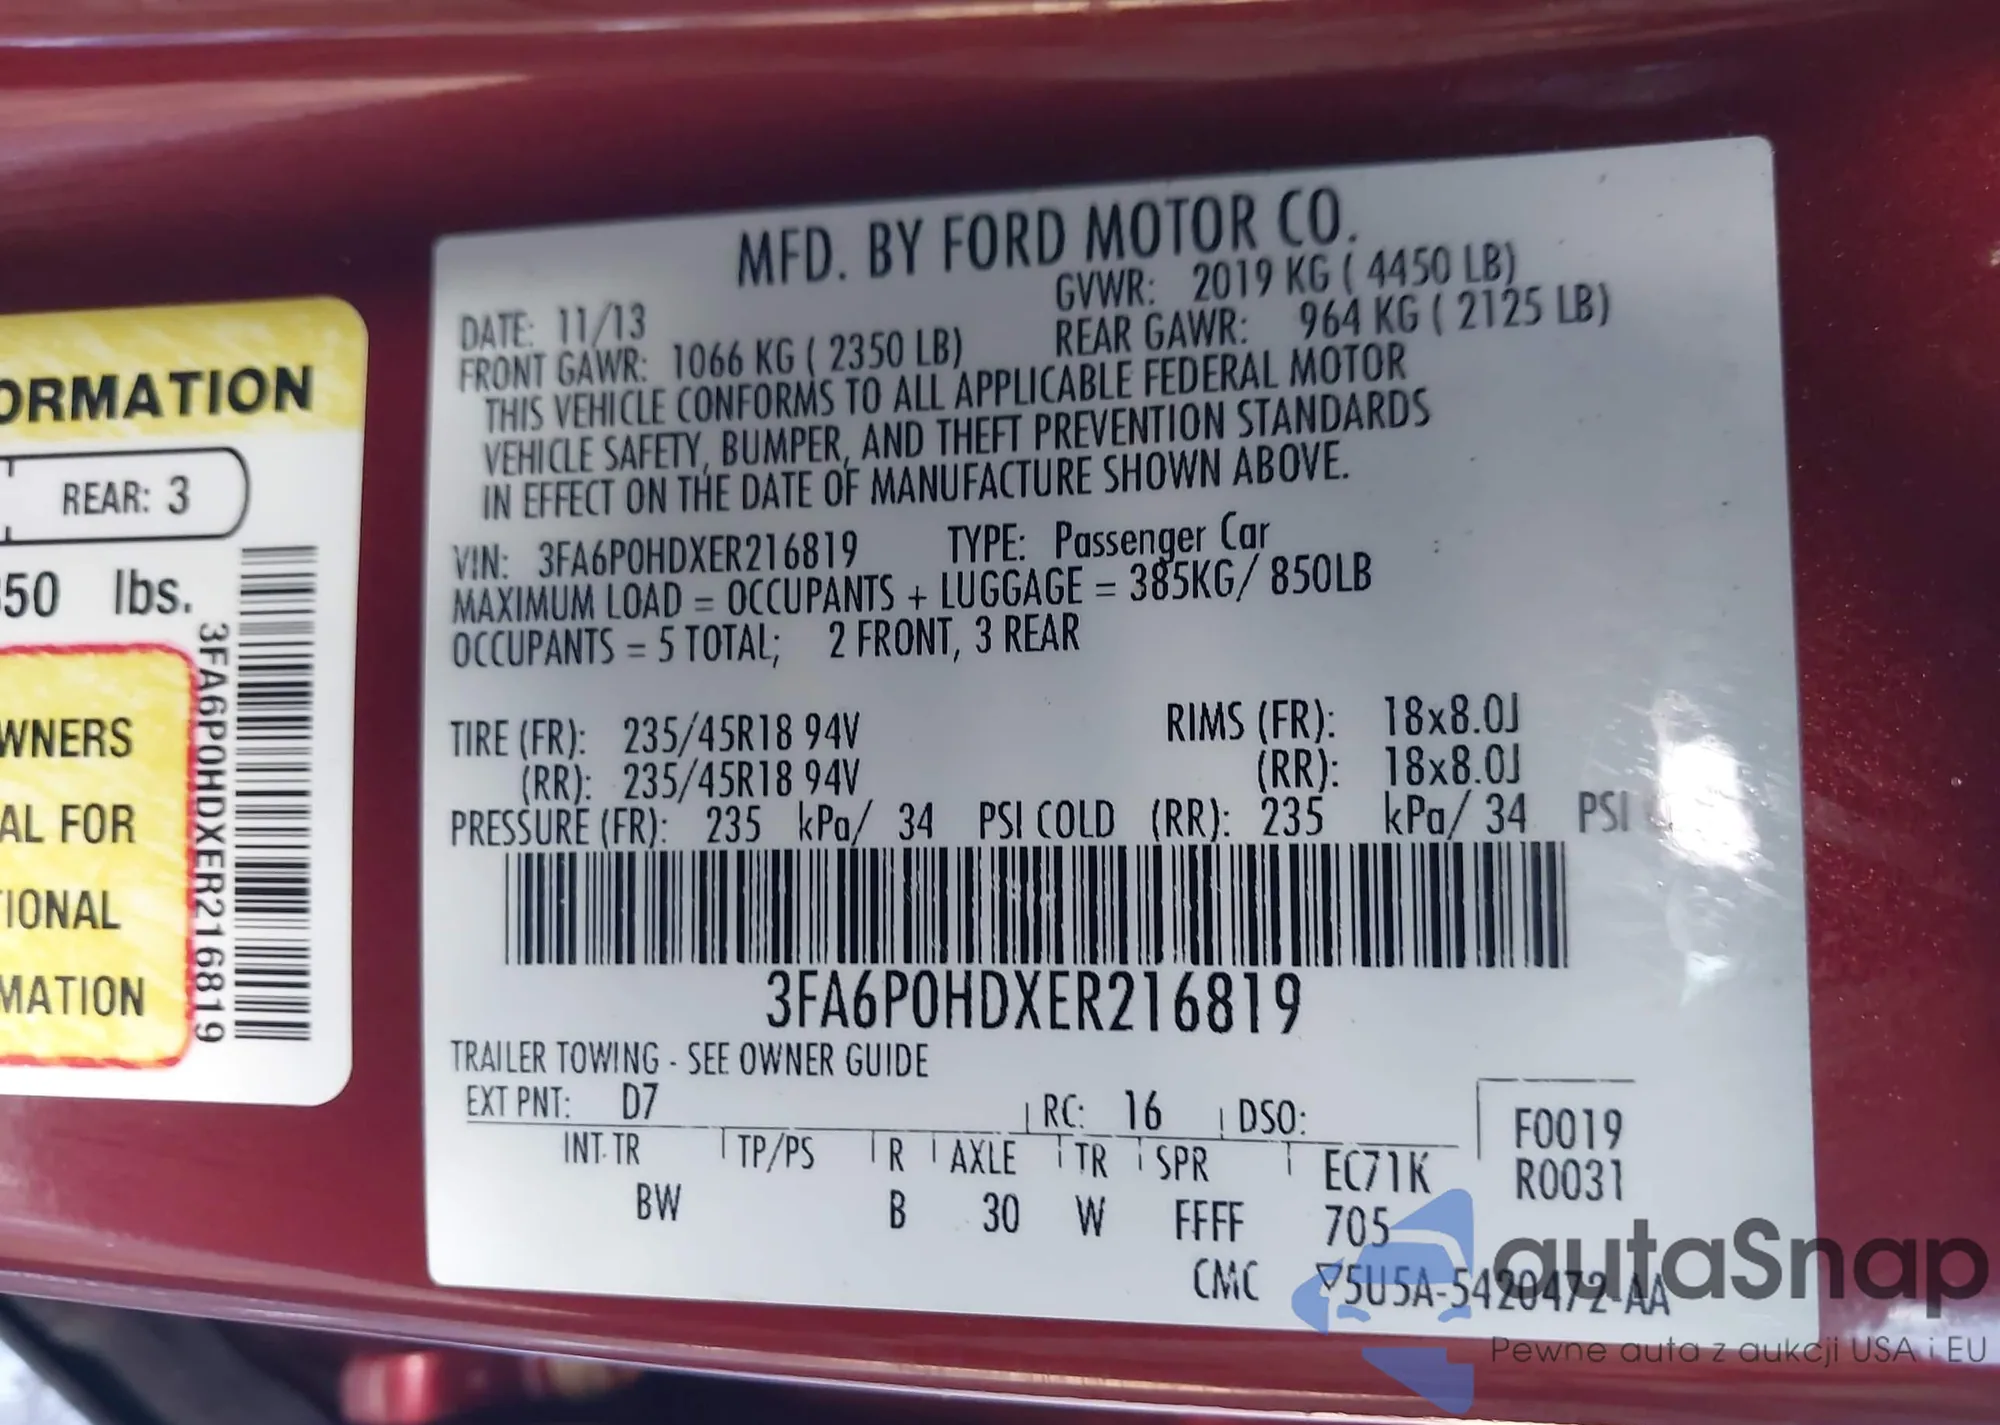 MFD. BY FORD MOTOR CO.
DATE: 11/13
GVWR: 2019 KG ( 4450 LB)
FRONT GAWR: 1066 KG ( 2350 LB)
REAR GAWR: 964 KG ( 2125 LB)
THIS VEHICLE CONFORMS TO ALL APPLICABLE FEDERAL MOTOR
VEHICLE SAFETY, BUMPER, AND THEFT PREVENTION STANDARDS
IN EFFECT ON THE DATE OF MANUFACTURE SHOWN ABOVE.
VIN: 3FA6P0HDXER216819 TYPE: Passenger Car
MAXIMUM LOAD = OCCUPANTS + LUGGAGE = 385KG/ 850LB
OCCUPANTS = 5 TOTAL; 2 FRONT, 3 REAR
TIRE (FR): 235/45R18 94V RIMS (FR): 18x8.0J
(RR): 235/45R18 94V (RR): 18x8.0J
PRESSURE (FR): 235 kPa/ 34 PSI COLD (RR): 235 kPa/ 34 PSI
3FA6P0HDXER216819
TRAILER TOWING - SEE OWNER GUIDE
EXT PNT: D7 RC: 16 DSO:
INT TR TP/PS R AXLE TR SPR EC71K
BW B 30 W FFFF 705
F0019
R0031
CMC ▽5U5A-5420472-AA
ORMATION
REAR: 3
50 lbs.
WNERS
AL FOR
IONAL
MATION
3FA6P0HDXER216819
autaSnap
Pewne auta z aukcji USA i EU